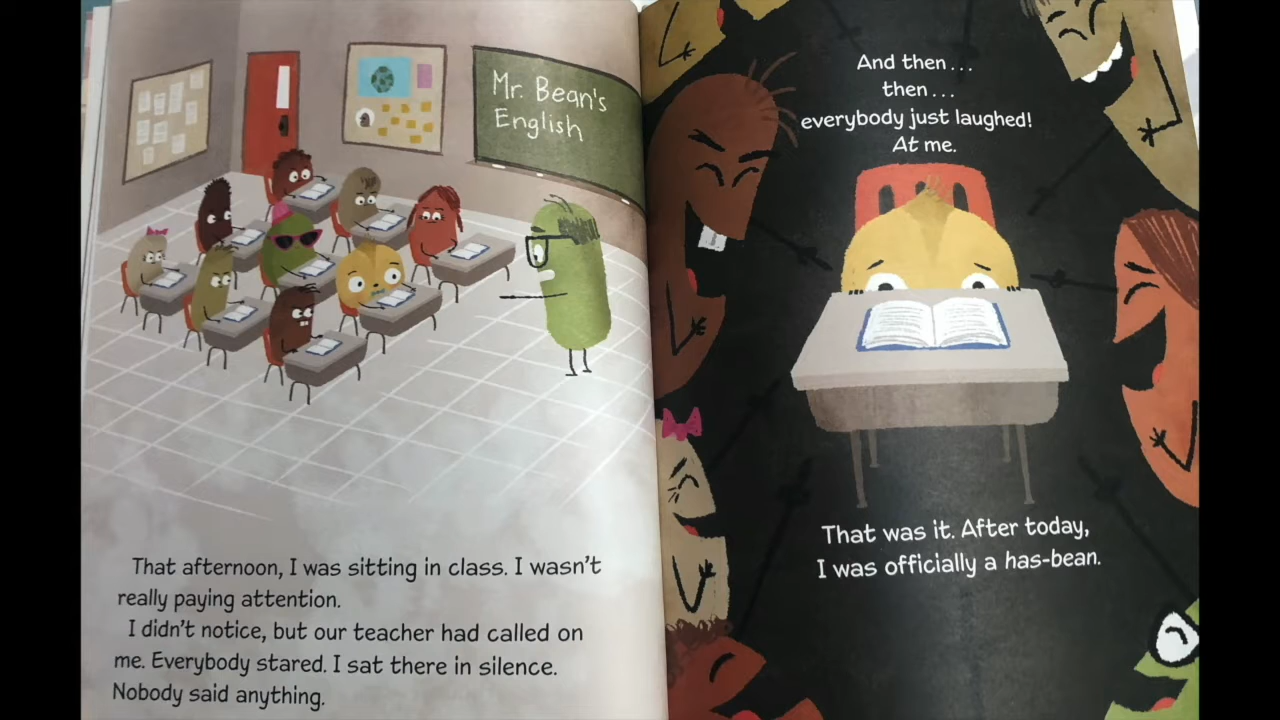 Mr. Bean's
English
That afternoon, I was sitting in class. I wasn't
really paying attention.
I didn't notice, but our teacher had called on
me. Everybody stared. I sat there in silence.
Nobody said anything.
And then...
then...
everybody just laughed!
At me.
That was it. After today,
I was officially a has-bean.